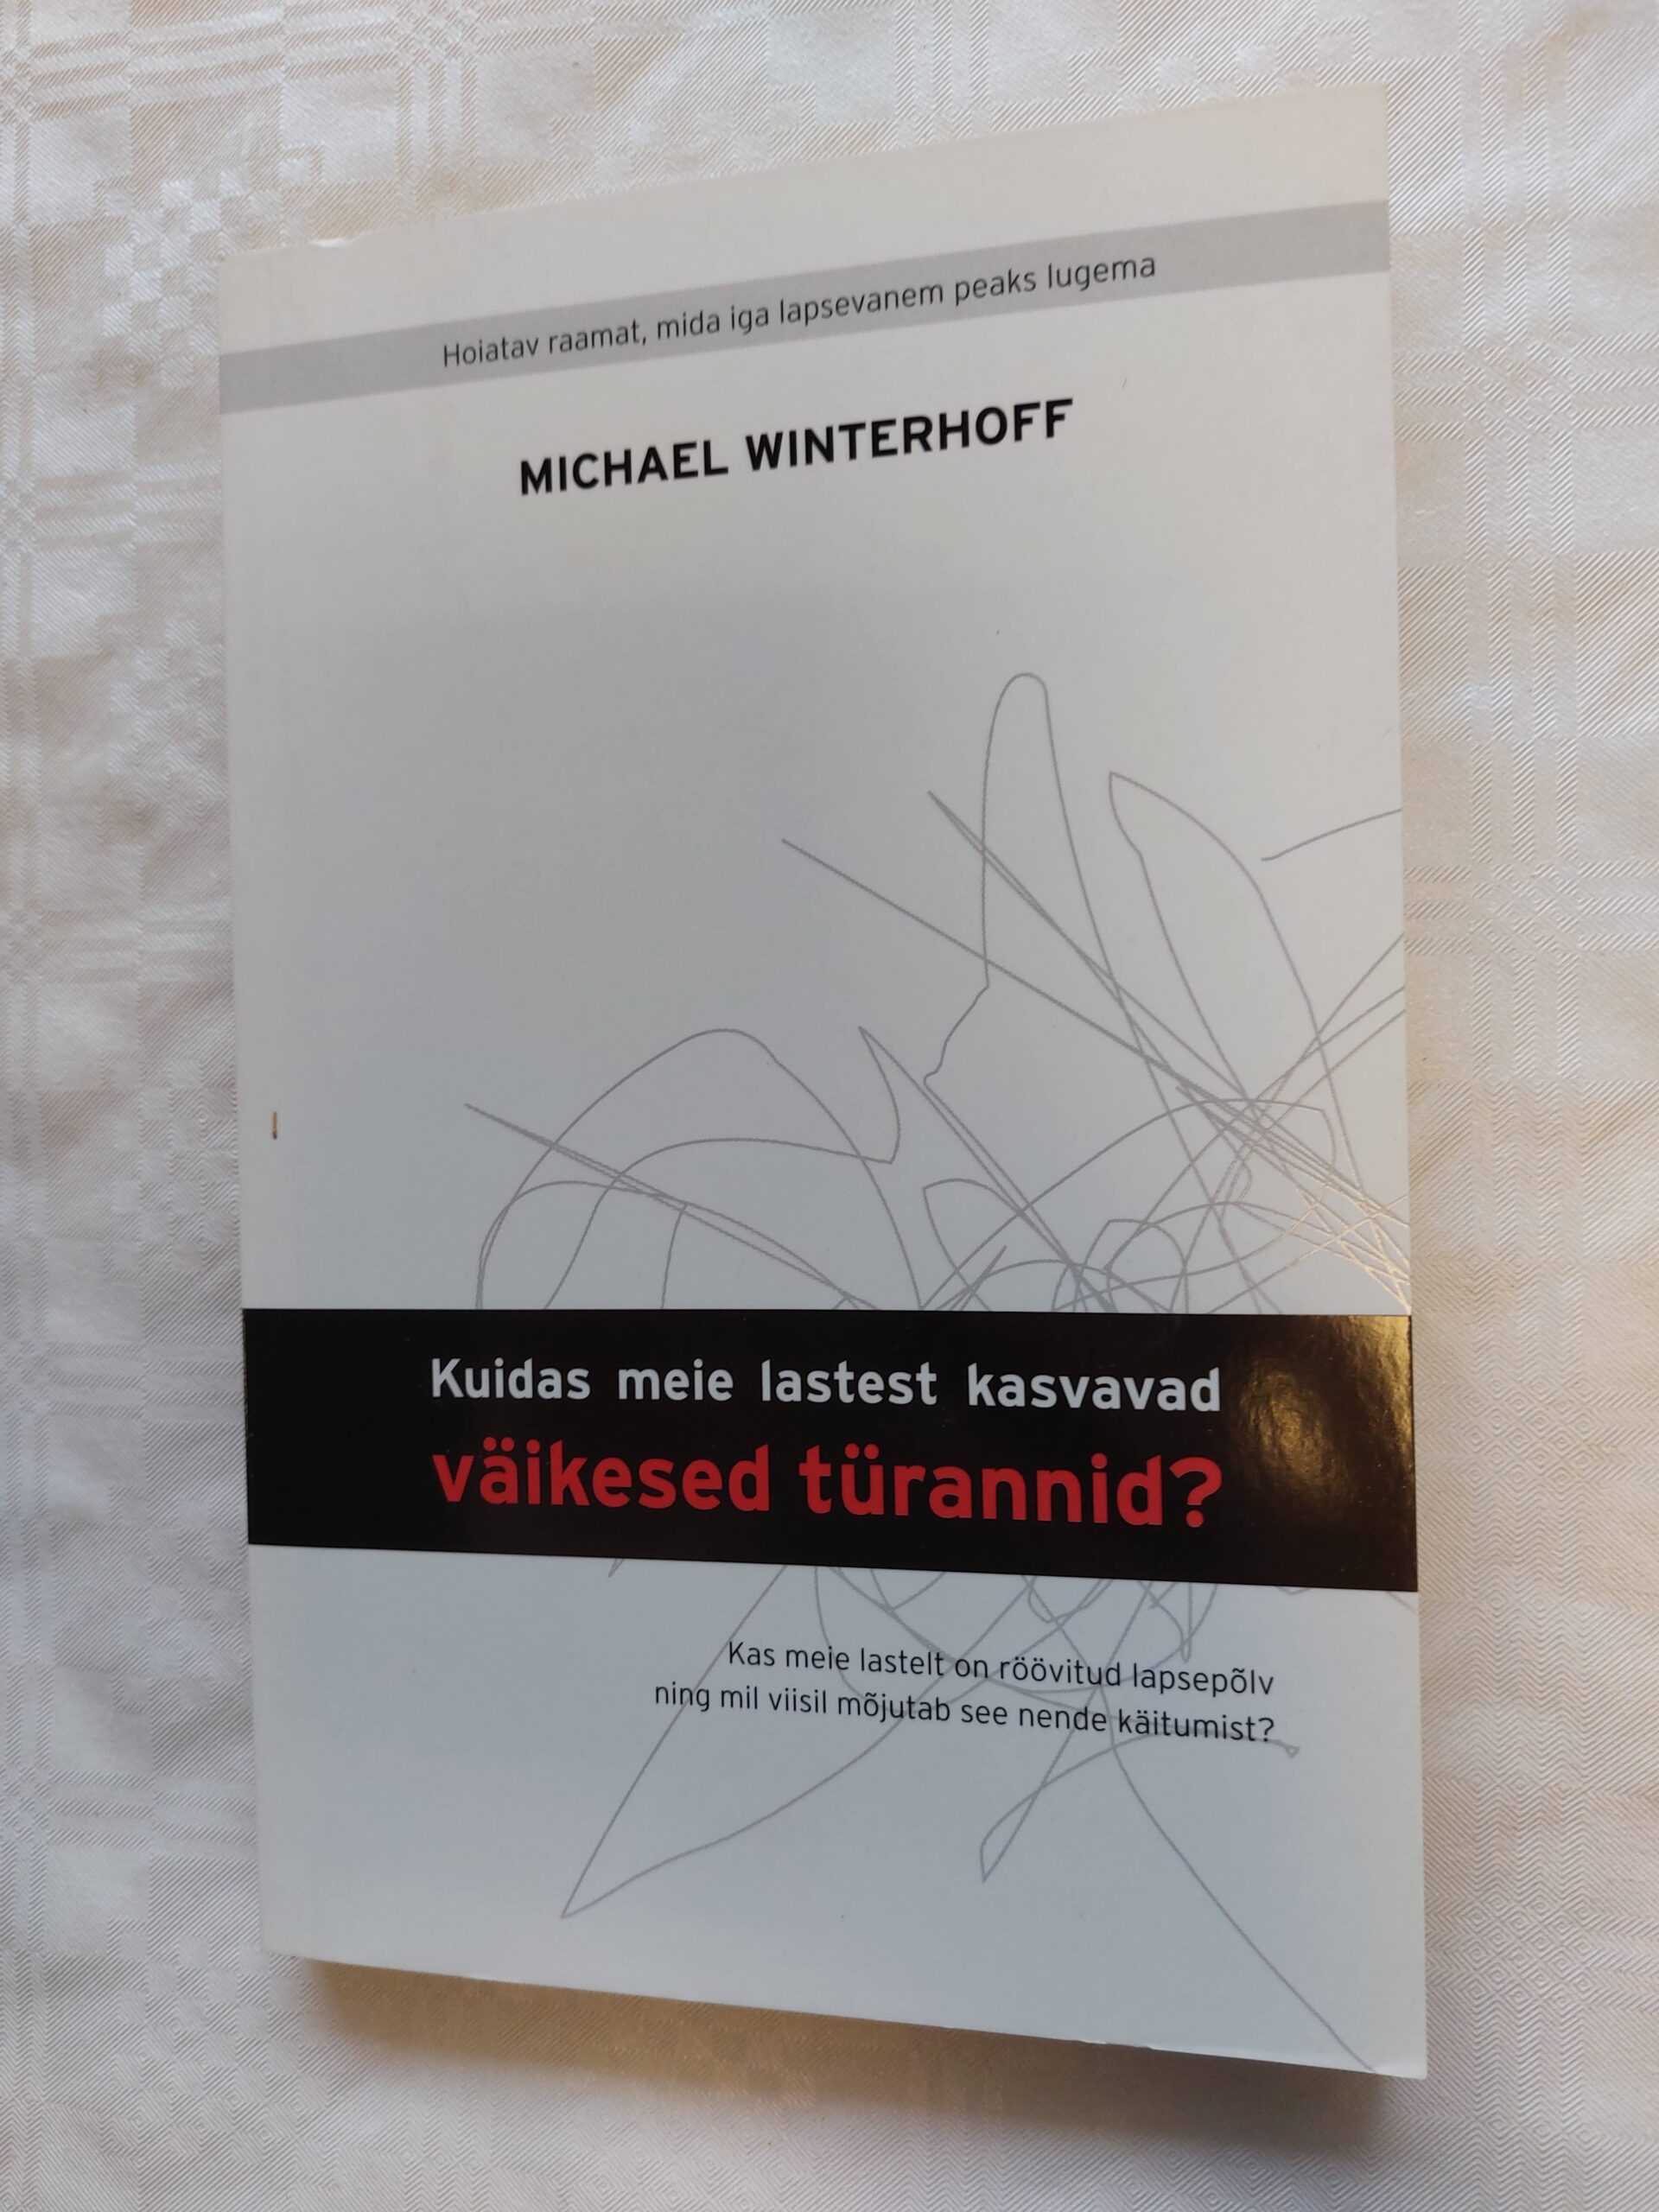 Hoiatav raamat, mida iga lapsevanem peaks lugema
MICHAEL WINTERHOFF
Kuidas meie lastest kasvavad
väikesed türannid?
Kas meie lastelt on röövitud lapsepõlv
ning mil viisil mõjutab see nende käitumist?